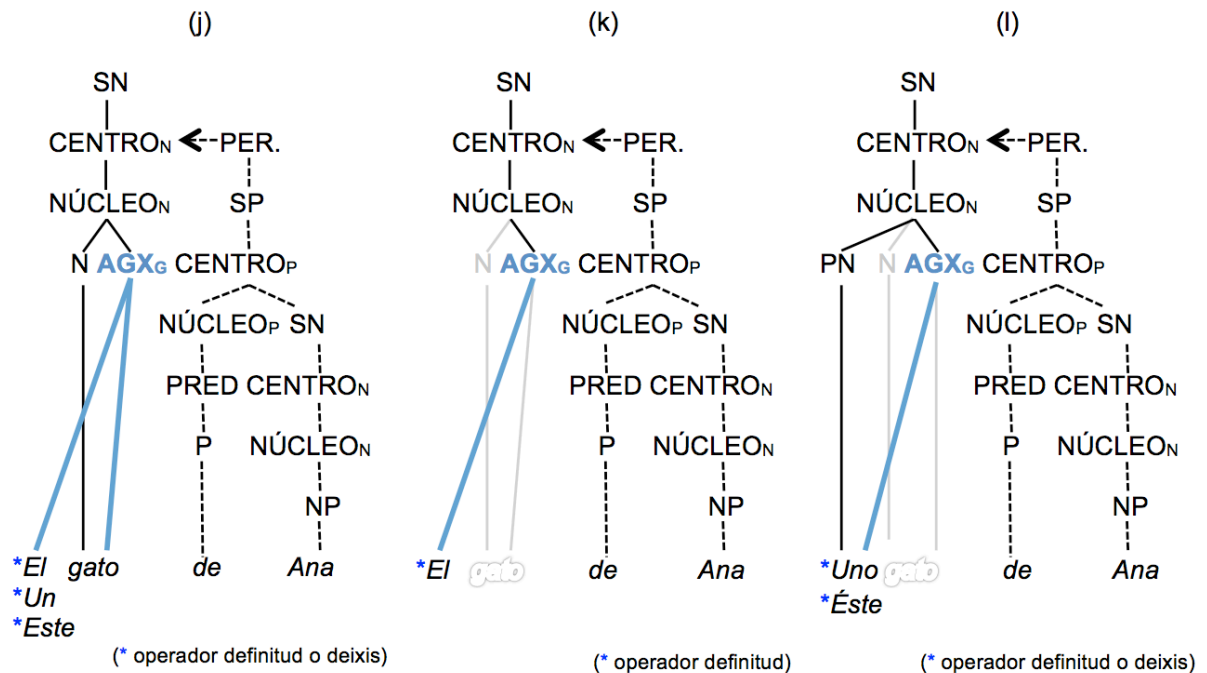 (j)
SN
CENTRON PER.
NÚCLEON SP
N AGXG CENTROP
NÚCLEOP SN
PRED CENTRON
P NÚCLEON
NP
*El gato de Ana
*Un
*Este
(* operador definitud o deixis)
(k)
SN
CENTRON PER.
NÚCLEON SP
N AGXG CENTROP
NÚCLEOP SN
PRED CENTRON
P NÚCLEON
NP
*El gato de Ana
(* operador definitud)
(l)
SN
CENTRON PER.
NÚCLEON SP
PN N AGXG CENTROP
NÚCLEOP SN
PRED CENTRON
P NÚCLEON
NP
*Uno gato de Ana
*Éste
(* operador definitud o deixis)